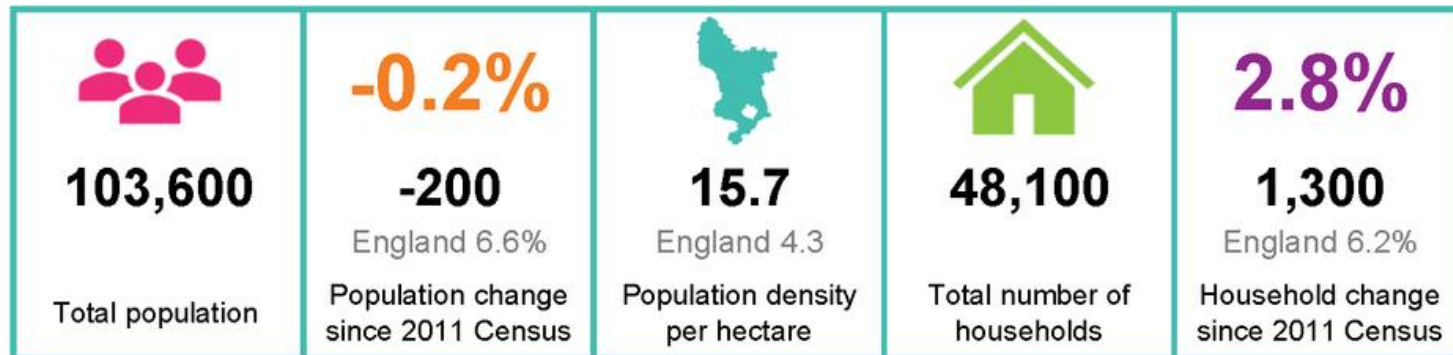 103,600
Total population
-0.2%
-200
England 6.6%
Population change
since 2011 Census
15.7
England 4.3
Population density
per hectare
48,100
Total number of
households
2.8%
1,300
England 6.2%
Household change
since 2011 Census